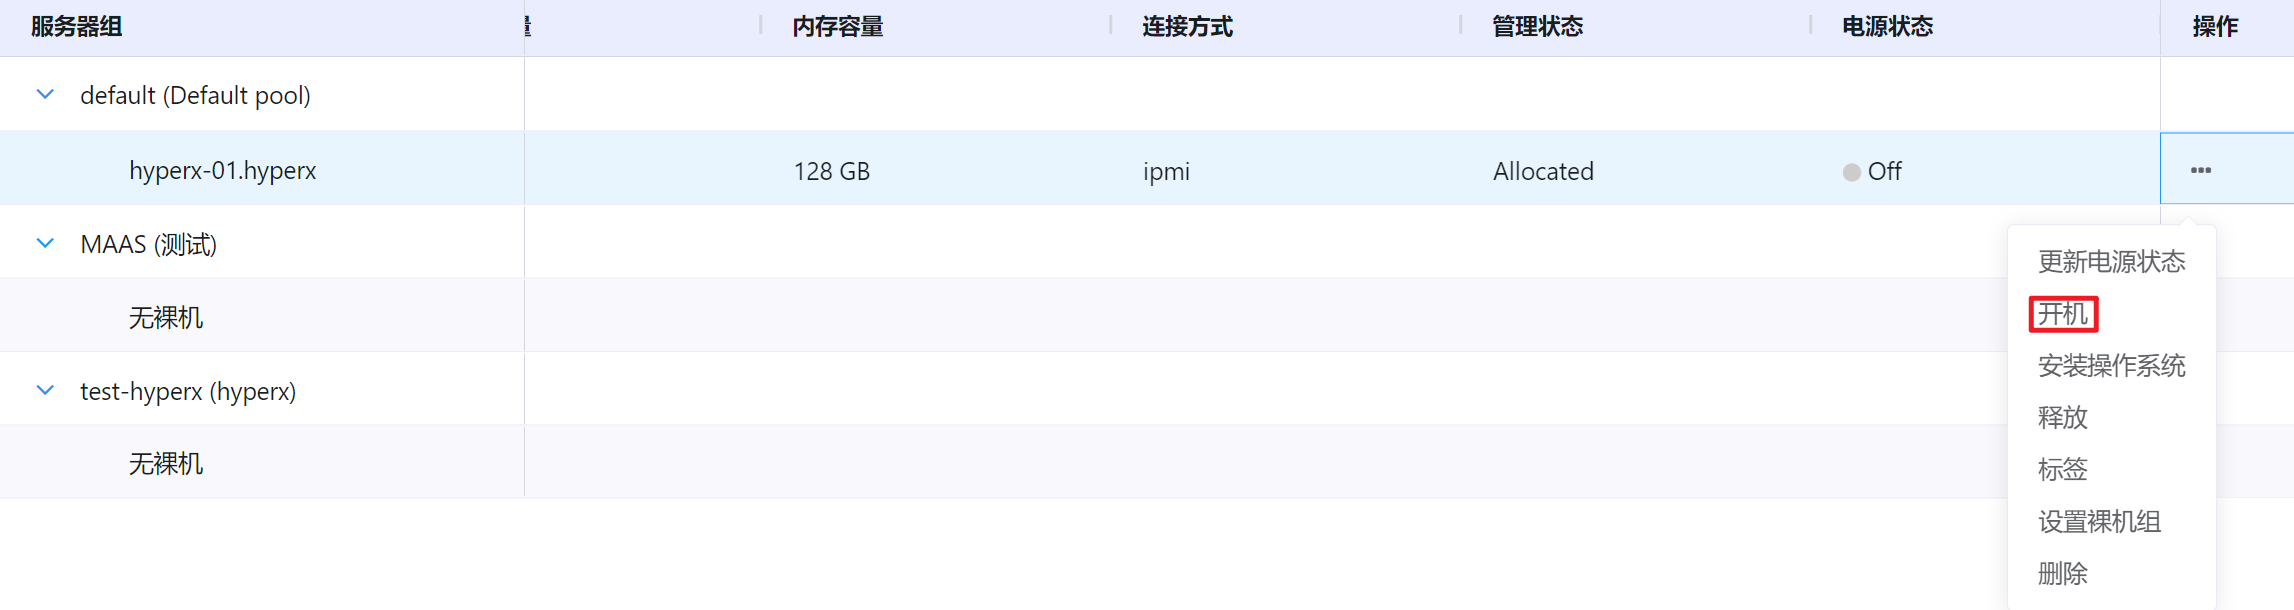 服务器组 量 内存容量 连接方式 管理状态 电源状态 操作
default (Default pool)
hyperx-01.hyperx 128 GB ipmi Allocated Off
MAAS (测试)
无裸机
test-hyperx (hyperx)
无裸机
更新电源状态
开机
安装操作系统
释放
标签
设置裸机组
删除